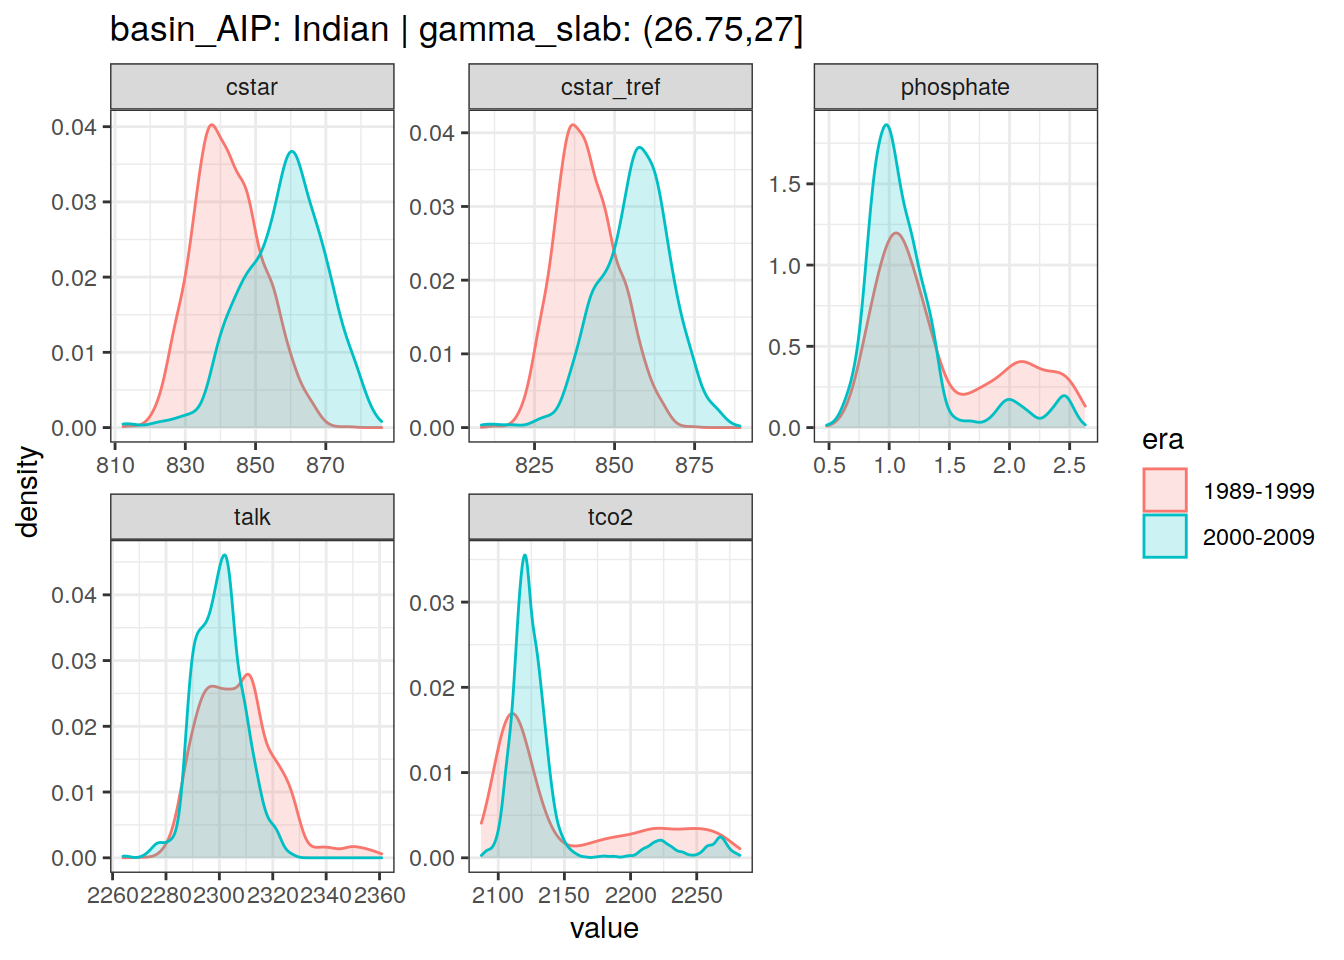 basin_AIP: Indian | gamma_slab: (26.75,27]
cstar
cstar_tref
phosphate
0.04
0.03
0.02
0.01
0.00
810 830 850 870
0.04
0.03
0.02
0.01
0.00
825 850 875
1.5
1.0
0.5
0.0
0.5 1.0 1.5 2.0 2.5
talk
tco2
0.04
0.03
0.02
0.01
0.00
2260 2280 2300 2320 2340 2360
0.03
0.02
0.01
0.00
2100 2150 2200 2250
density
value
era
1989-1999
2000-2009